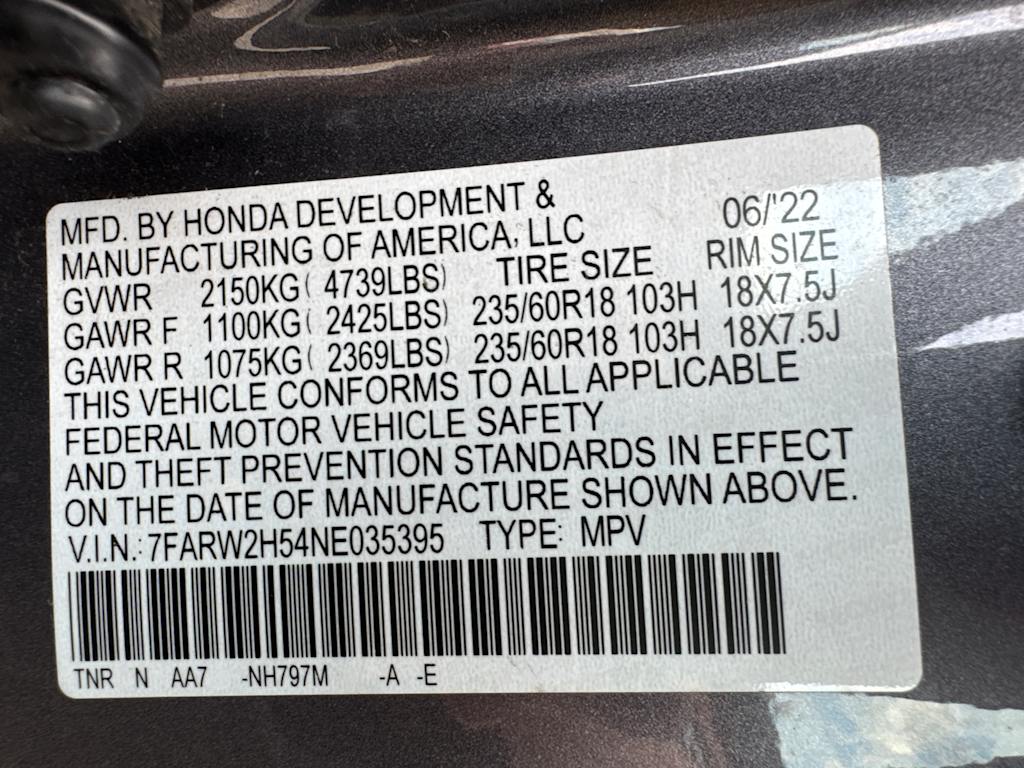 MFD. BY HONDA DEVELOPMENT &
MANUFACTURING OF AMERICA, LLC 06/'22
GVWR 2150KG( 4739LBS) TIRE SIZE RIM SIZE
GAWR F 1100KG( 2425LBS) 235/60R18 103H 18X7.5J
GAWR R 1075KG( 2369LBS) 235/60R18 103H 18X7.5J
THIS VEHICLE CONFORMS TO ALL APPLICABLE
FEDERAL MOTOR VEHICLE SAFETY
AND THEFT PREVENTION STANDARDS IN EFFECT
ON THE DATE OF MANUFACTURE SHOWN ABOVE.
V.I.N.: 7FARW2H54NE035395 TYPE: MPV
TNR N AA7 -NH797M -A -E